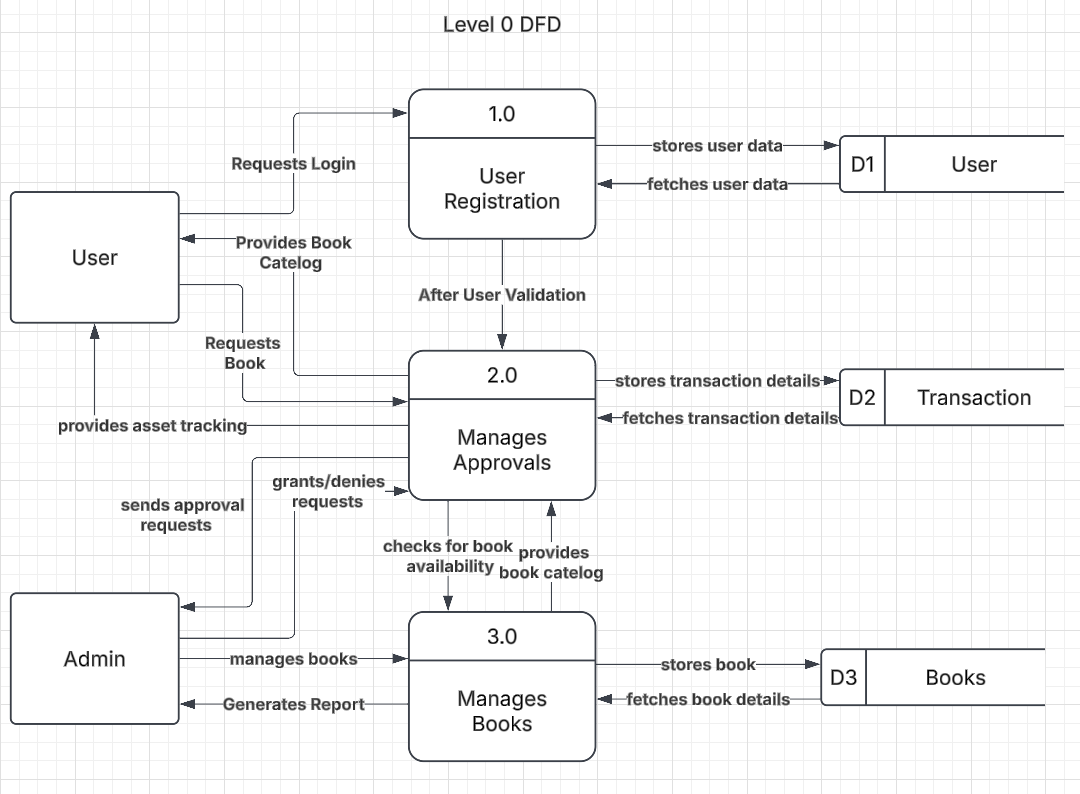 Level 0 DFD
1.0
User
Registration
Requests Login
stores user data
fetches user data
D1
User
User
Provides Book
Catelog
After User Validation
Requests
Book
2.0
Manages
Approvals
stores transaction details
fetches transaction details
D2
Transaction
provides asset tracking
grants/denies
requests
sends approval
requests
checks for book
availability
provides
book catelog
Admin
3.0
Manages
Books
manages books
Generates Report
stores book
fetches book details
D3
Books